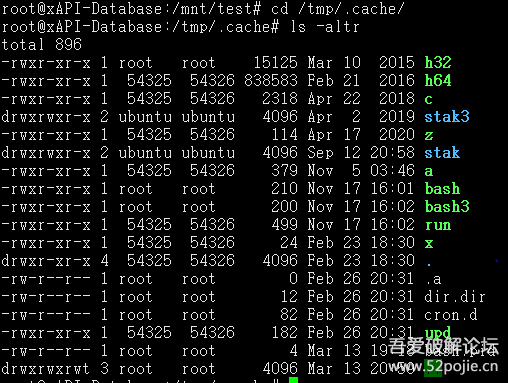 root@xAPI-Database:/mnt/test# cd /tmp/.cache/
root@xAPI-Database:/tmp/.cache# ls -altr
total 896
-rwxr-xr-x 1 root root 15125 Mar 10 2015 h32
-rwxr-xr-x 1 54325 54326 838583 Feb 21 2016 h64
-rwxr-xr-x 1 54325 54326 2318 Apr 22 2018 c
drwxrwxr-x 2 ubuntu ubuntu 4096 Apr 2 2019 stak3
-rwxr-xr-x 1 54325 54326 114 Apr 17 2020 z
drwxrwxr-x 2 ubuntu ubuntu 4096 Sep 12 20:58 stak
-rwxr-xr-x 1 54325 54326 379 Nov 5 03:46 a
-rwxr-xr-x 1 root root 210 Nov 17 16:01 bash
-rwxr-xr-x 1 root root 200 Nov 17 16:02 bash3
-rwxr-xr-x 1 54325 54326 499 Nov 17 16:02 run
-rwxr-xr-x 1 root root 24 Feb 23 18:30 x
drwxr-xr-x 4 54325 54326 4096 Feb 23 18:30 .
-rw-r--r-- 1 root root 0 Feb 26 20:31 .a
-rw-r--r-- 1 root root 12 Feb 26 20:31 dir.dir
-rw-r--r-- 1 root root 82 Feb 26 20:31 cron.d
-rwxr-xr-x 1 54325 54326 182 Feb 26 20:31 upd
-rw-r--r-- 1 root root 4 Mar 13
drwxrwxrwt 3 root root 4096 Mar 13
root@xAPI-Database:/tmp/.cache#
吾爱破解论坛
www.52pojie.cn